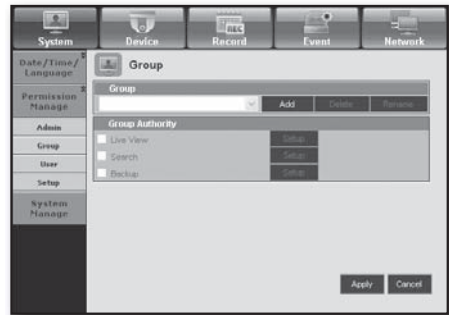 System Device Record Event Network
REC
Date/Time/
Language
Permission
Manage
Admin
Group
User
Setup
System
Manage
Group
Group
Add Delete Rename
Group Authority
Live View Setup
Search Setup
Backup Setup
Apply Cancel